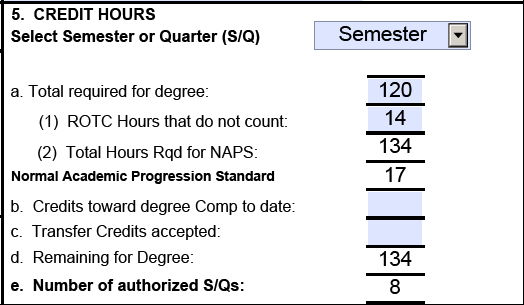 5. CREDIT HOURS
Select Semester or Quarter (S/Q) Semester
a. Total required for degree: 120
(1) ROTC Hours that do not count: 14
(2) Total Hours Rqd for NAPS: 134
Normal Academic Progression Standard 17
b. Credits toward degree Comp to date:
c. Transfer Credits accepted:
d. Remaining for Degree: 134
e. Number of authorized S/Qs: 8